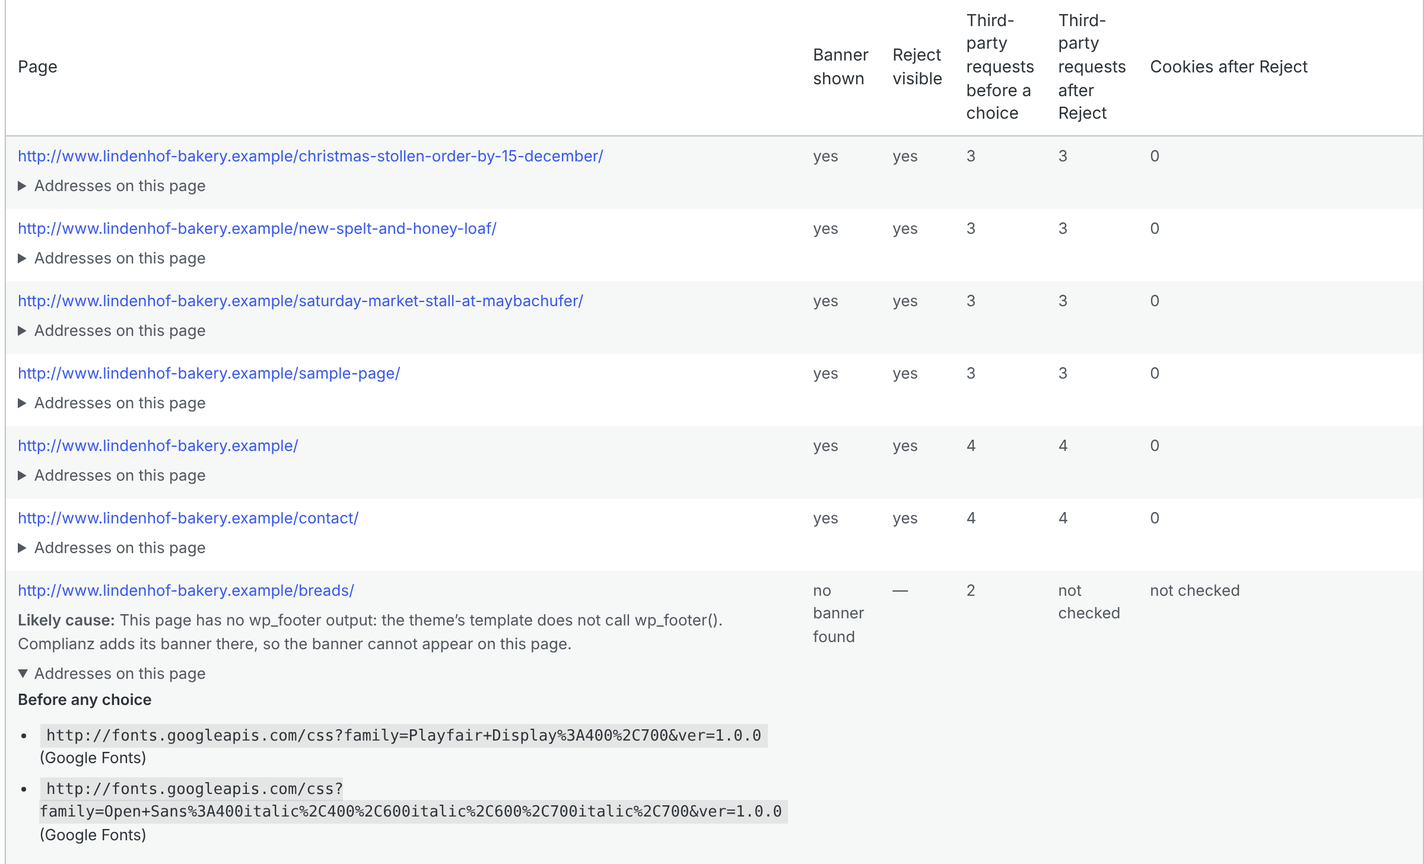 Page
Banner shown
Reject visible
Third-party requests before a choice
Third-party requests after Reject
Cookies after Reject
http://www.lindenhof-bakery.example/christmas-stollen-order-by-15-december/ yes yes 3 3 0
▶ Addresses on this page
http://www.lindenhof-bakery.example/new-spelt-and-honey-loaf/ yes yes 3 3 0
▶ Addresses on this page
http://www.lindenhof-bakery.example/saturday-market-stall-at-maybachufer/ yes yes 3 3 0
▶ Addresses on this page
http://www.lindenhof-bakery.example/sample-page/ yes yes 3 3 0
▶ Addresses on this page
http://www.lindenhof-bakery.example/ yes yes 4 4 0
▶ Addresses on this page
http://www.lindenhof-bakery.example/contact/ yes yes 4 4 0
▶ Addresses on this page
http://www.lindenhof-bakery.example/breads/ no banner found — 2 not checked not checked
Likely cause: This page has no wp_footer output: the theme’s template does not call wp_footer().
Complianz adds its banner there, so the banner cannot appear on this page.
▼ Addresses on this page
Before any choice
• http://fonts.googleapis.com/css?family=Playfair+Display%3A400%2C700&ver=1.0.0
(Google Fonts)
• http://fonts.googleapis.com/css?
family=Open+Sans%3A400italic%2C400%2C600italic%2C600%2C700italic%2C700&ver=1.0.0
(Google Fonts)